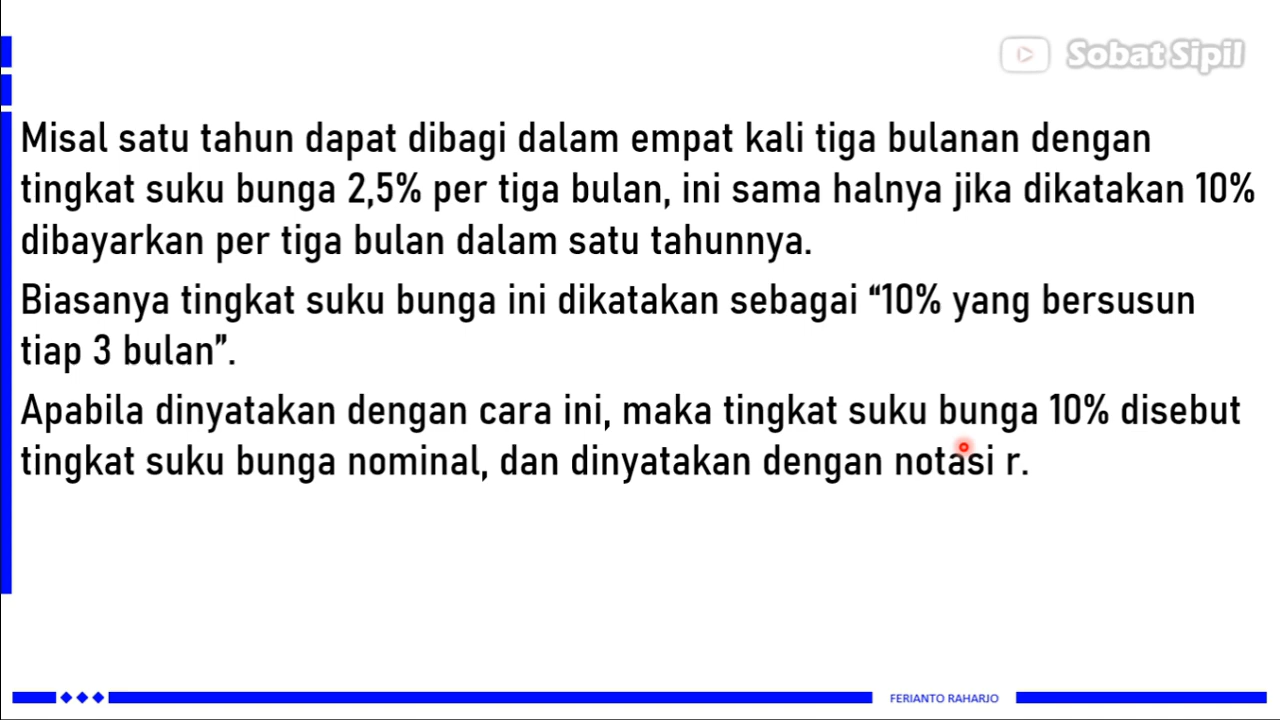 Sobat Sipil
Misal satu tahun dapat dibagi dalam empat kali tiga bulanan dengan
tingkat suku bunga 2,5% per tiga bulan, ini sama halnya jika dikatakan 10%
dibayarkan per tiga bulan dalam satu tahunnya.
Biasanya tingkat suku bunga ini dikatakan sebagai “10% yang bersusun
tiap 3 bulan”.
Apabila dinyatakan dengan cara ini, maka tingkat suku bunga 10% disebut
tingkat suku bunga nominal, dan dinyatakan dengan notasi r.
FERIANTO RAHARJO